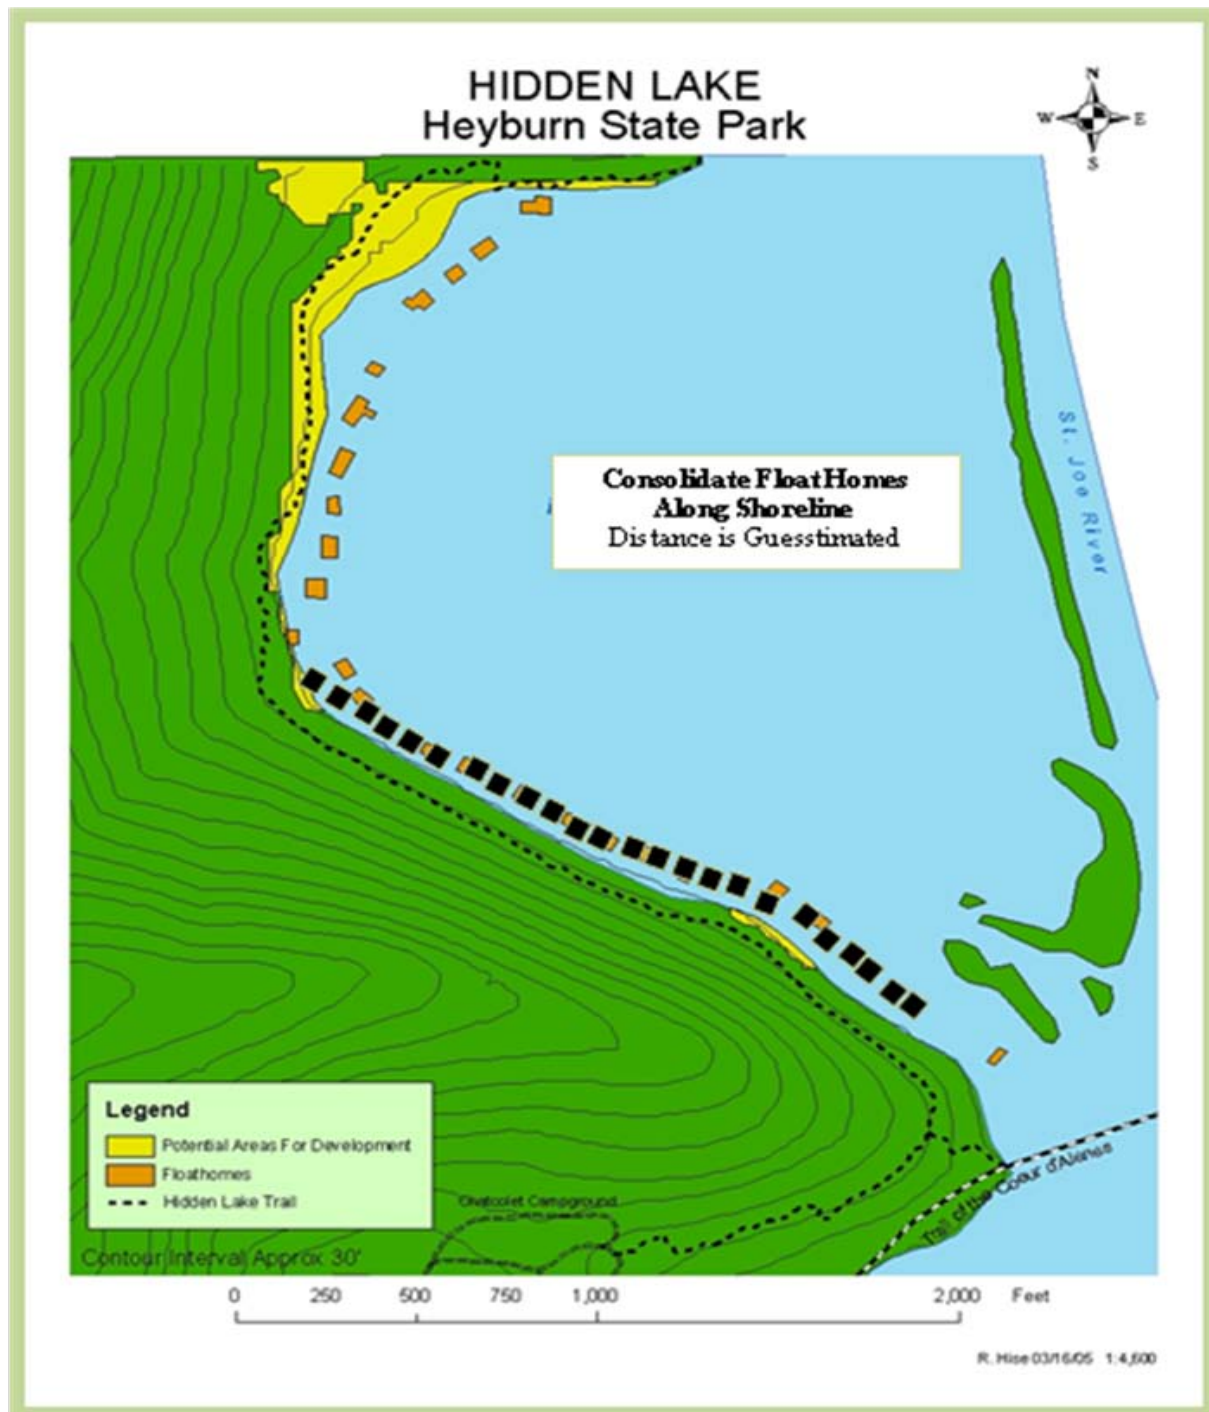 HIDDEN LAKE
Heyburn State Park
N
W E
S
St. Joe River
Consolidate Float Homes
Along Shoreline
Distance is Guesstimated
Legend
Potential Areas For Development
Floathomes
Hidden Lake Trail
Chatcolet Campground
Trail of the Coeur d'Alenes
Contour Interval Approx 30'
0 250 500 750 1,000 2,000 Feet
R. Hise 03/16/05 1:4,600